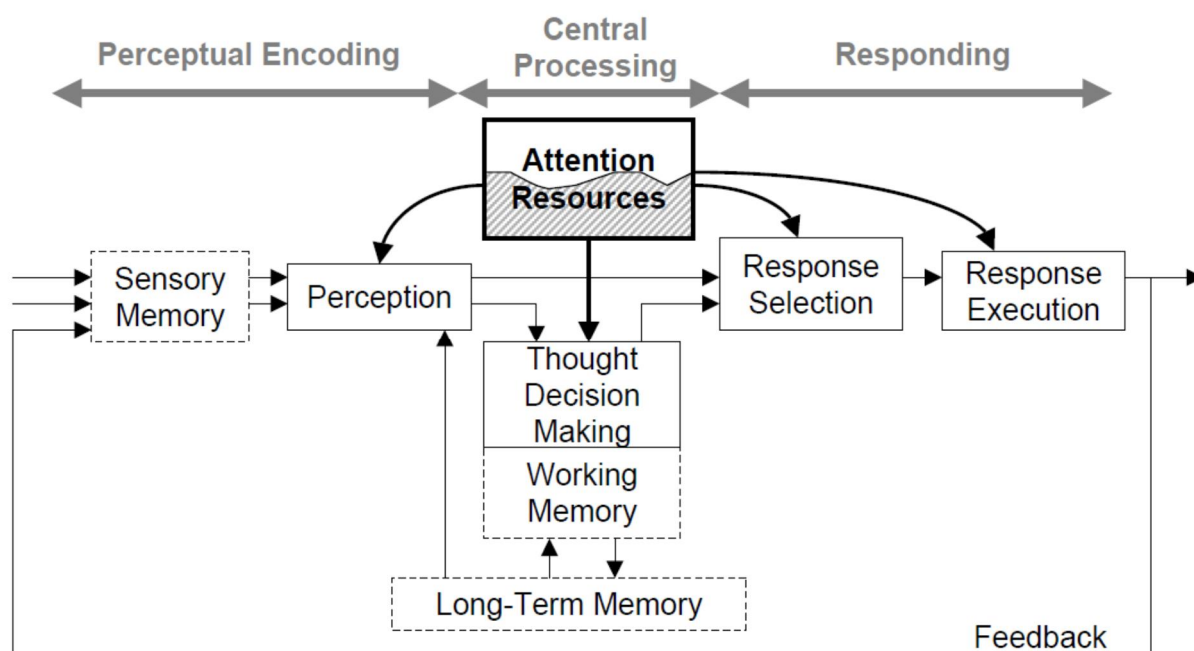 Perceptual Encoding
Central
Processing
Responding
Attention
Resources
Sensory
Memory
Perception
Response
Selection
Response
Execution
Thought
Decision
Making
Working
Memory
Long-Term Memory
Feedback